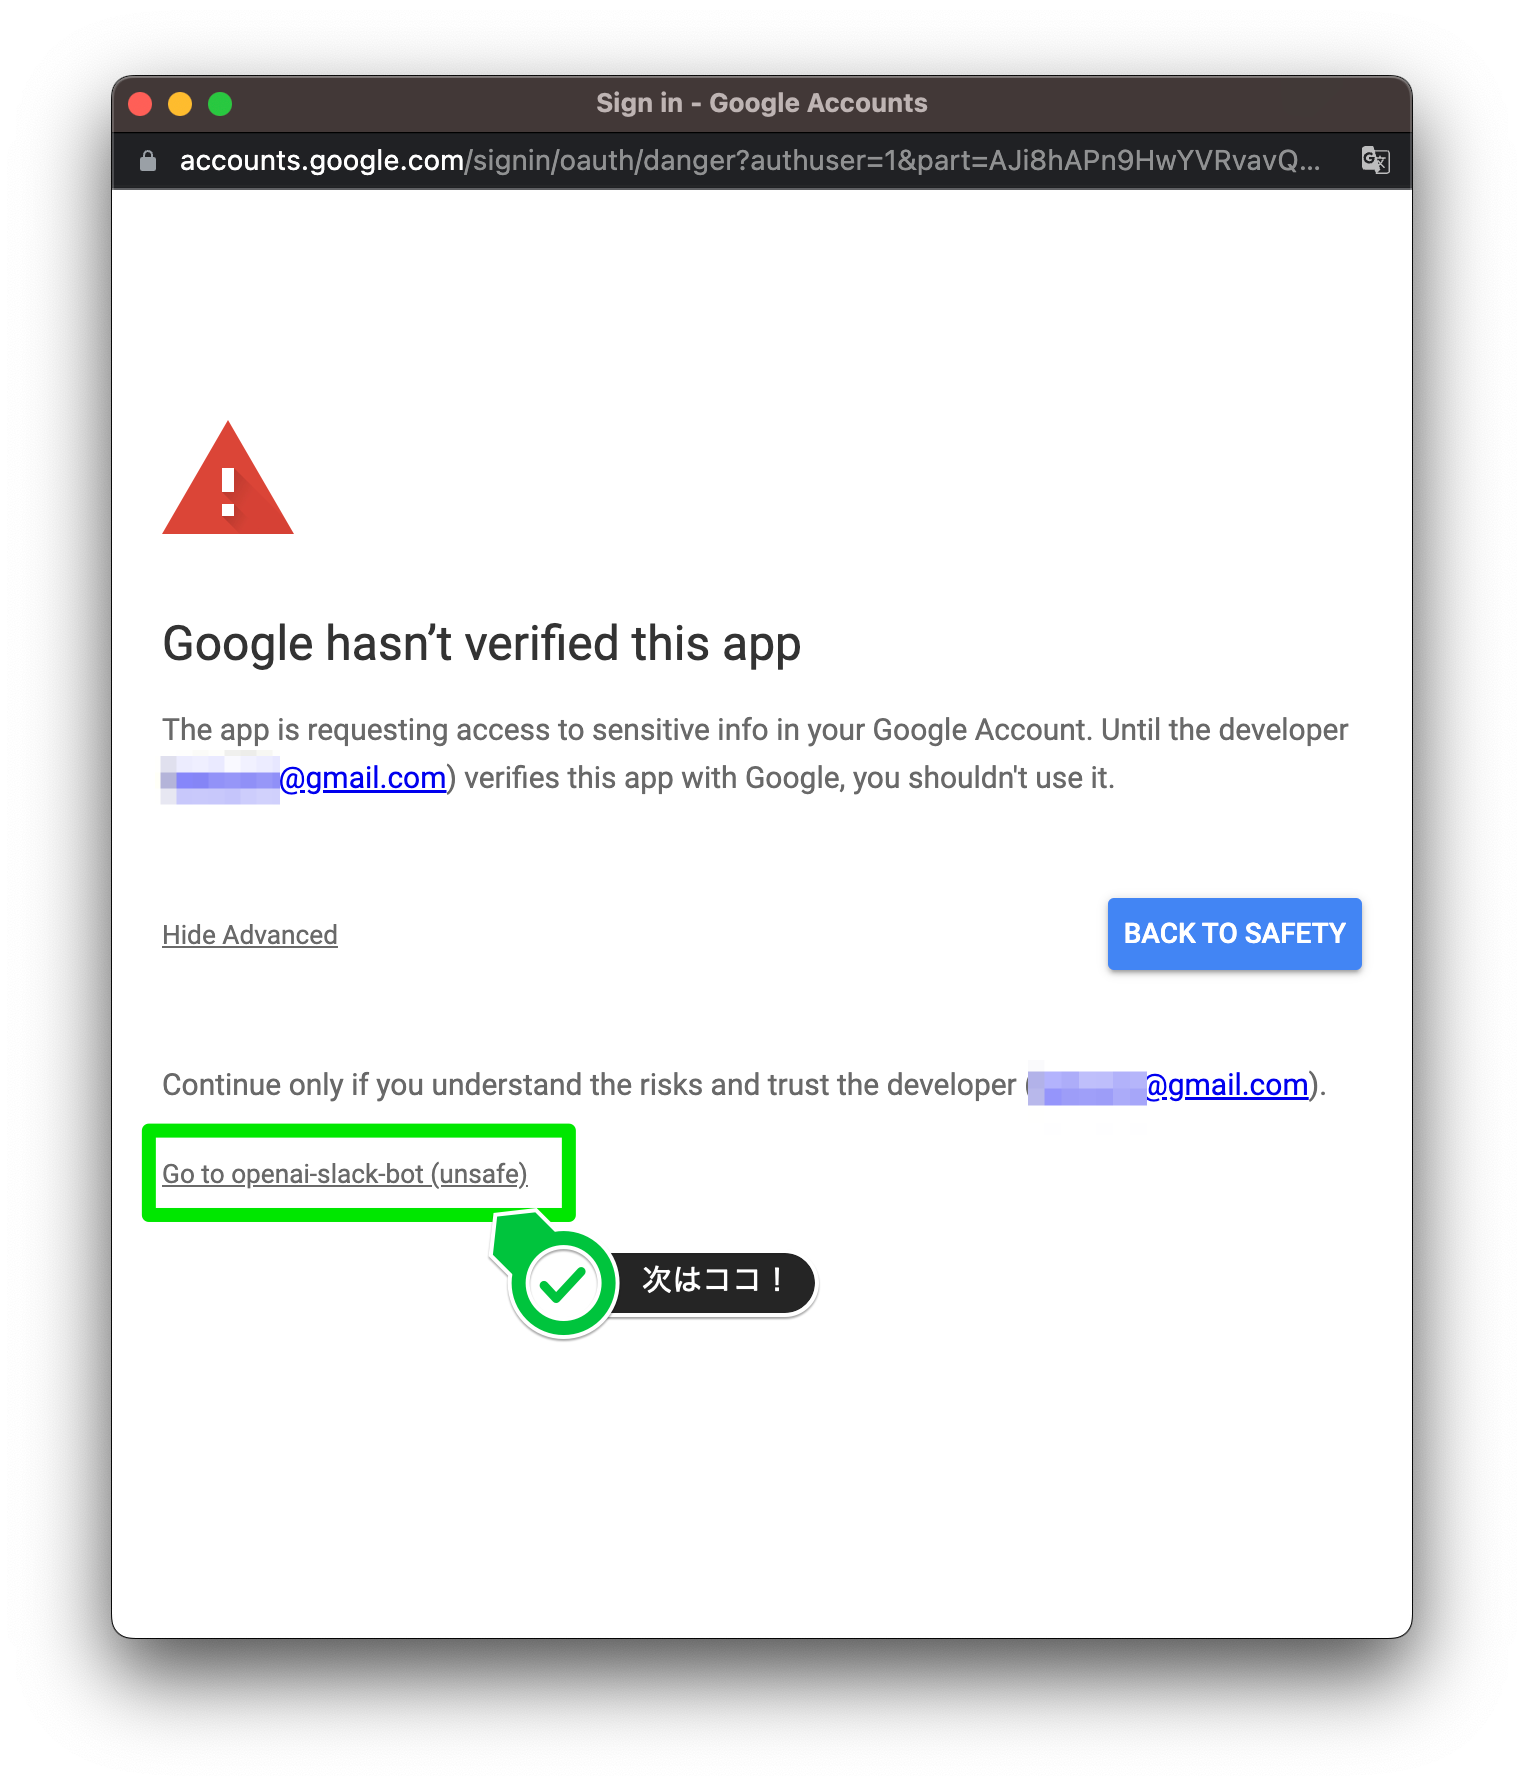 Sign in - Google Accounts
accounts.google.com/signin/oauth/danger?authuser=1&part=AJi8hAPn9HwYVRvavQ...
Google hasn’t verified this app
The app is requesting access to sensitive info in your Google Account. Until the developer
@gmail.com) verifies this app with Google, you shouldn't use it.
Hide Advanced
BACK TO SAFETY
Continue only if you understand the risks and trust the developer (@gmail.com).
Go to openai-slack-bot (unsafe)
次はココ！